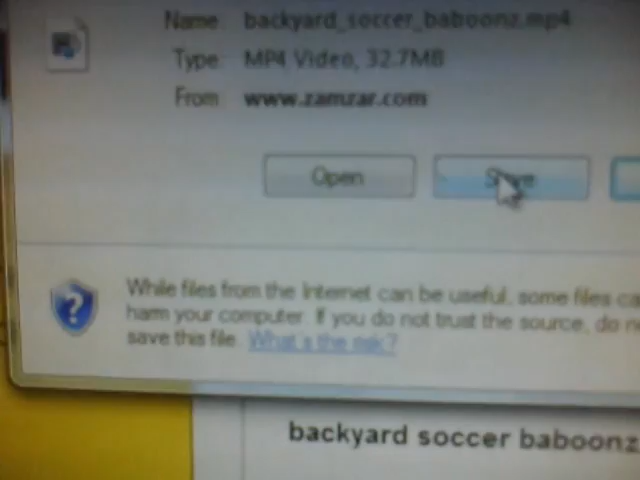 Name: backyard_soccer_baboonz.mp4
Type: MP4 Video, 32.7MB
From: www.zamzar.com
Open Save
While files from the Internet can be useful, some files
harm your computer. If you do not trust the source, do
save this file. What's the risk?
backyard soccer baboonz